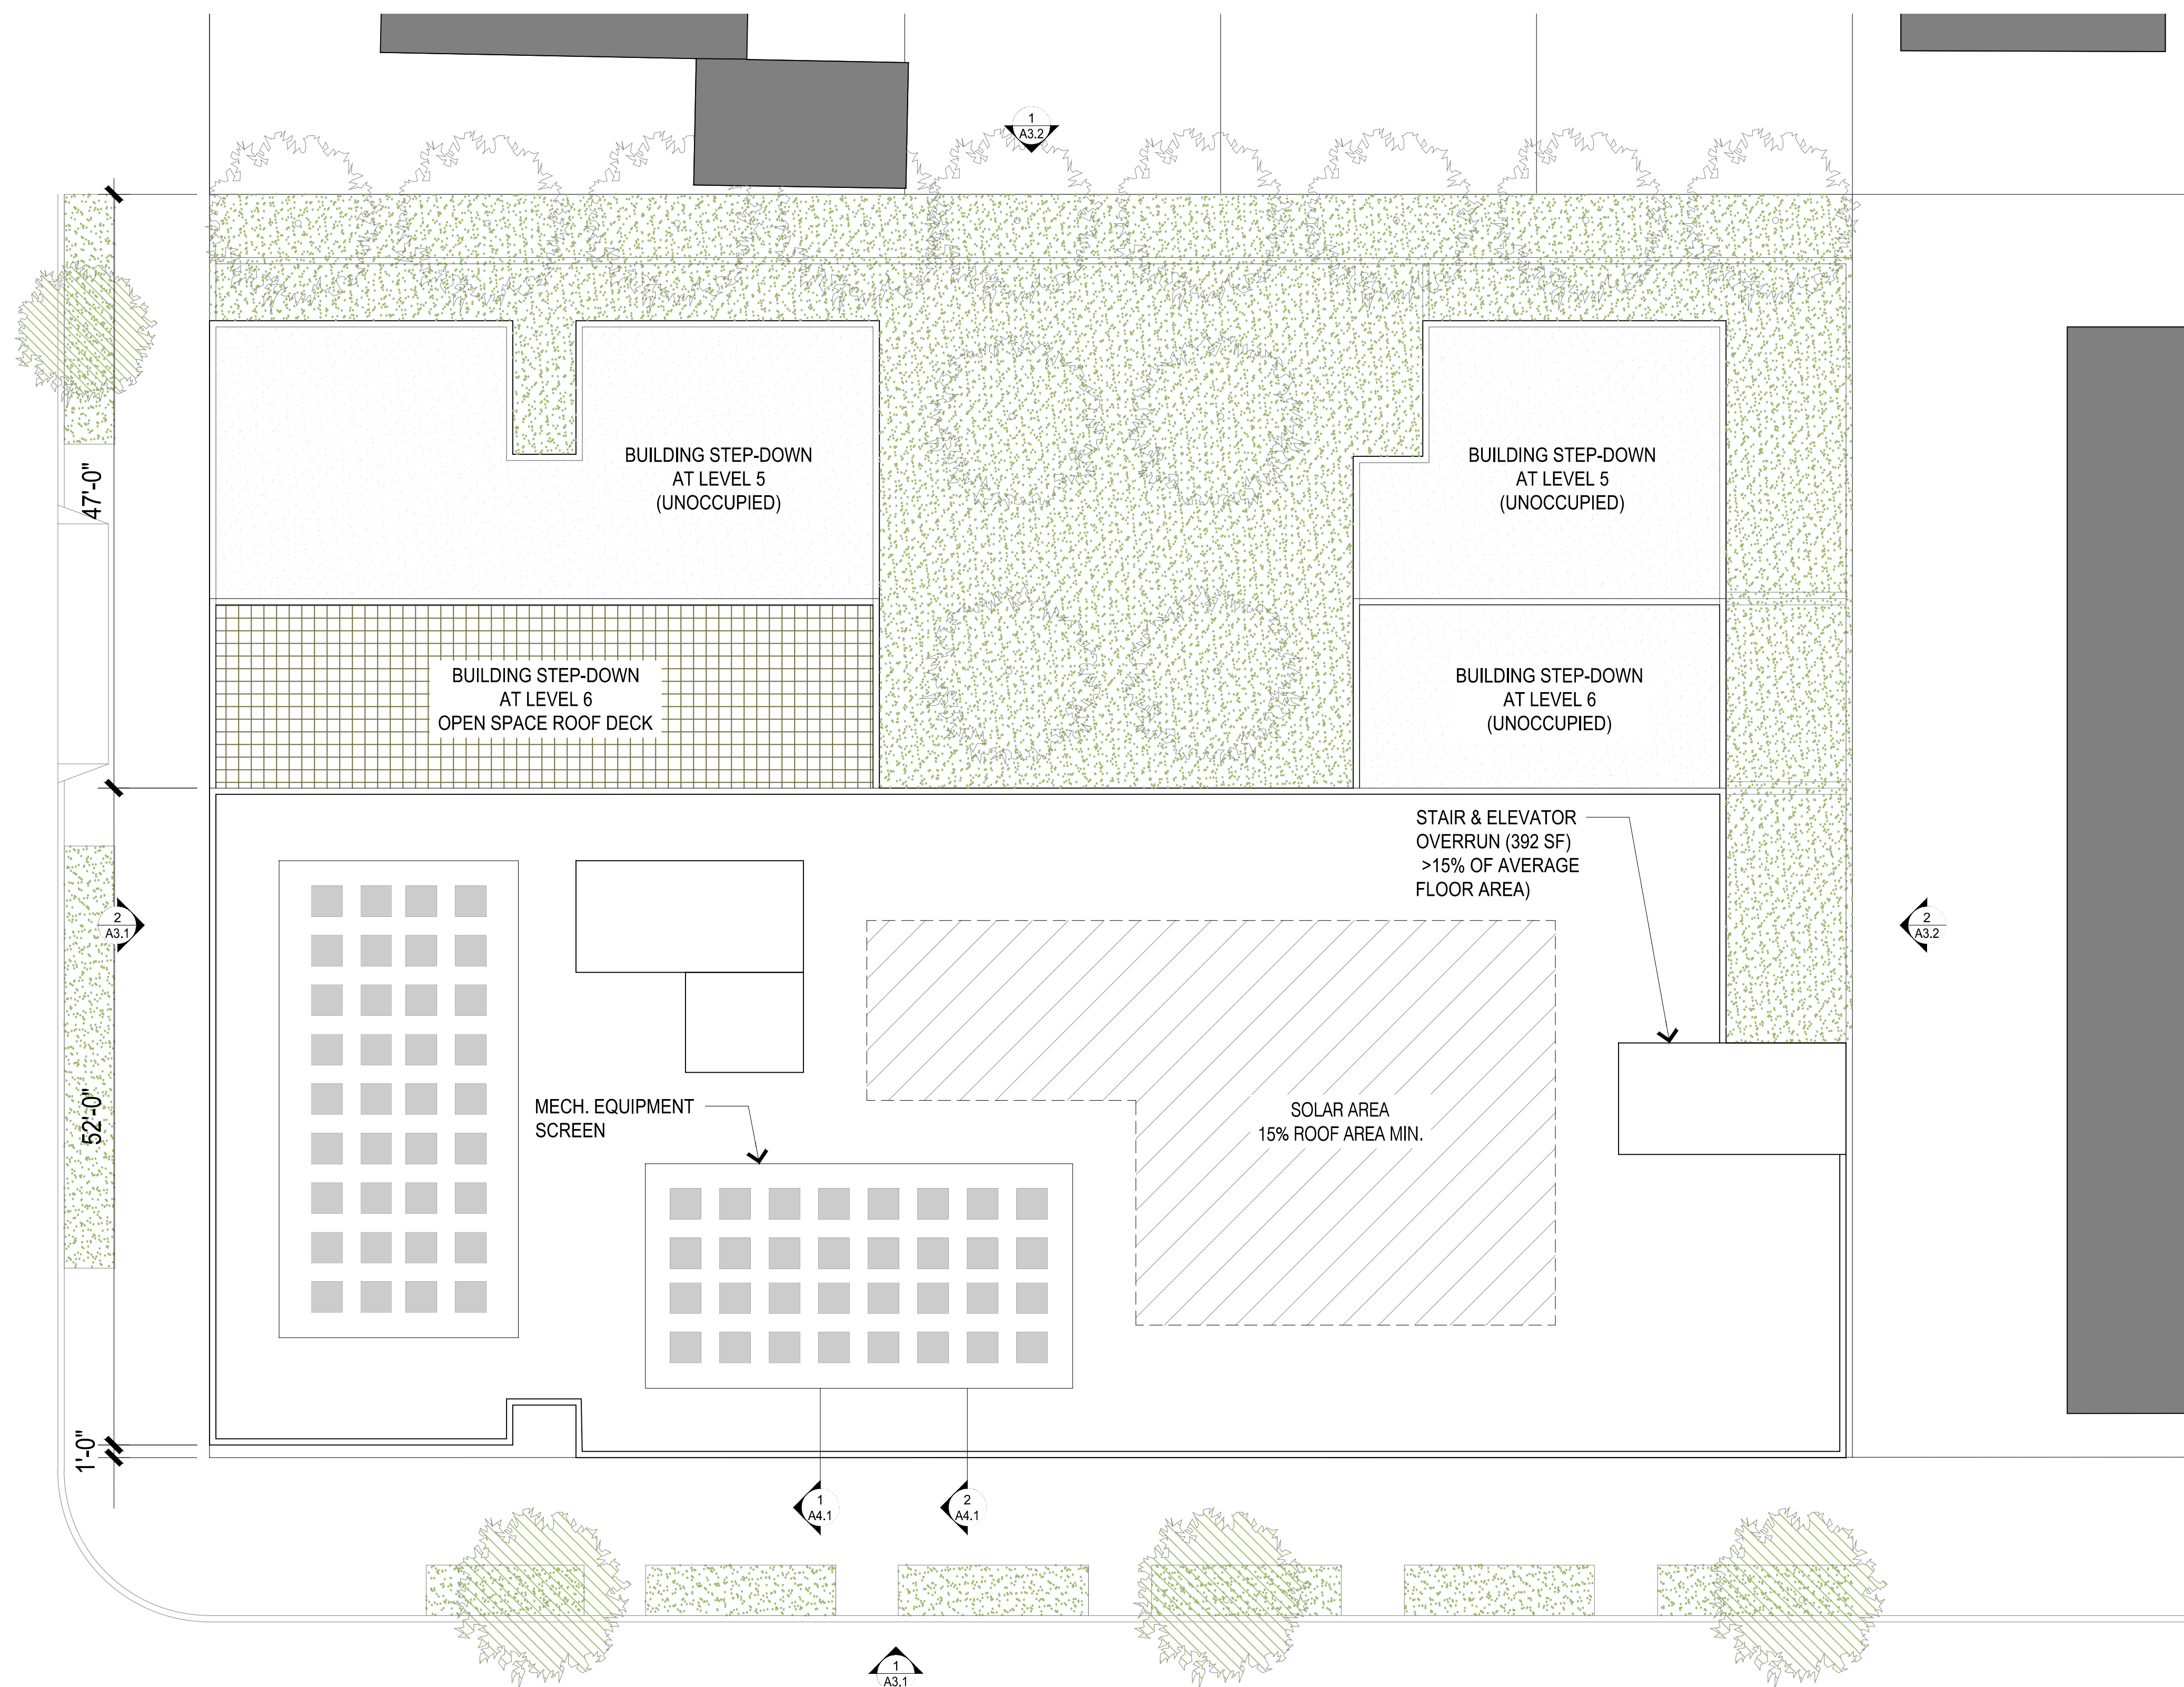 1
A3.2
47'-0"
BUILDING STEP-DOWN
AT LEVEL 5
(UNOCCUPIED)
BUILDING STEP-DOWN
AT LEVEL 5
(UNOCCUPIED)
BUILDING STEP-DOWN
AT LEVEL 6
OPEN SPACE ROOF DECK
BUILDING STEP-DOWN
AT LEVEL 6
(UNOCCUPIED)
STAIR & ELEVATOR
OVERRUN (392 SF)
>15% OF AVERAGE
FLOOR AREA)
2
A3.1
2
A3.2
52'-0"
MECH. EQUIPMENT
SCREEN
SOLAR AREA
15% ROOF AREA MIN.
1'-0"
1
A4.1
2
A4.1
1
A3.1